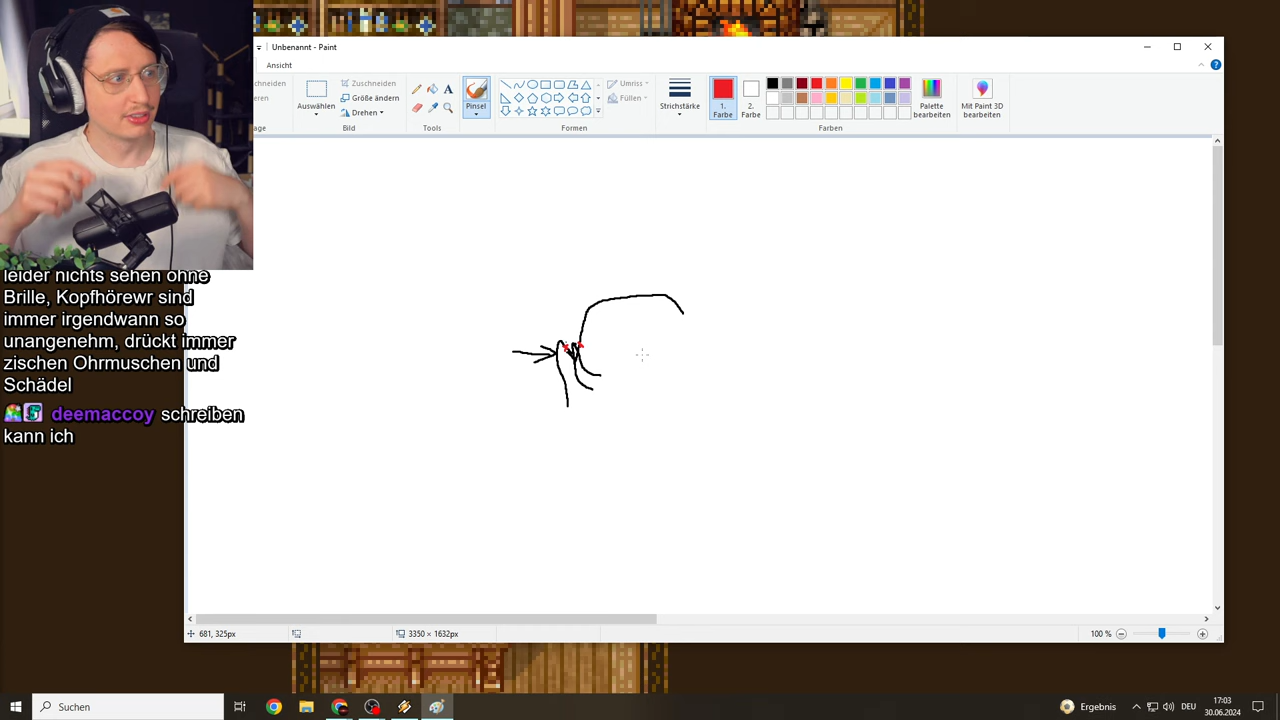 Unbenannt - Paint
Ansicht
chneiden
eren
age
Auswählen
Zuschneiden
Größe ändern
Drehen
Bild
A
Tools
Pinsel
Umriss
Füllen
Formen
Strichstärke
1.
Farbe
2.
Farbe
Palette
bearbeiten
Farben
Mit Paint 3D
bearbeiten
leider nichts sehen ohne
Brille, Kopfhörewr sind
immer irgendwann so
unangenehm, drückt immer
zischen Ohrmuschen und
Schädel
deemaccoy schreiben
kann ich
681, 325px
3350 × 1632px
100 %
Suchen
Ergebnis
DEU
17:03
30.06.2024